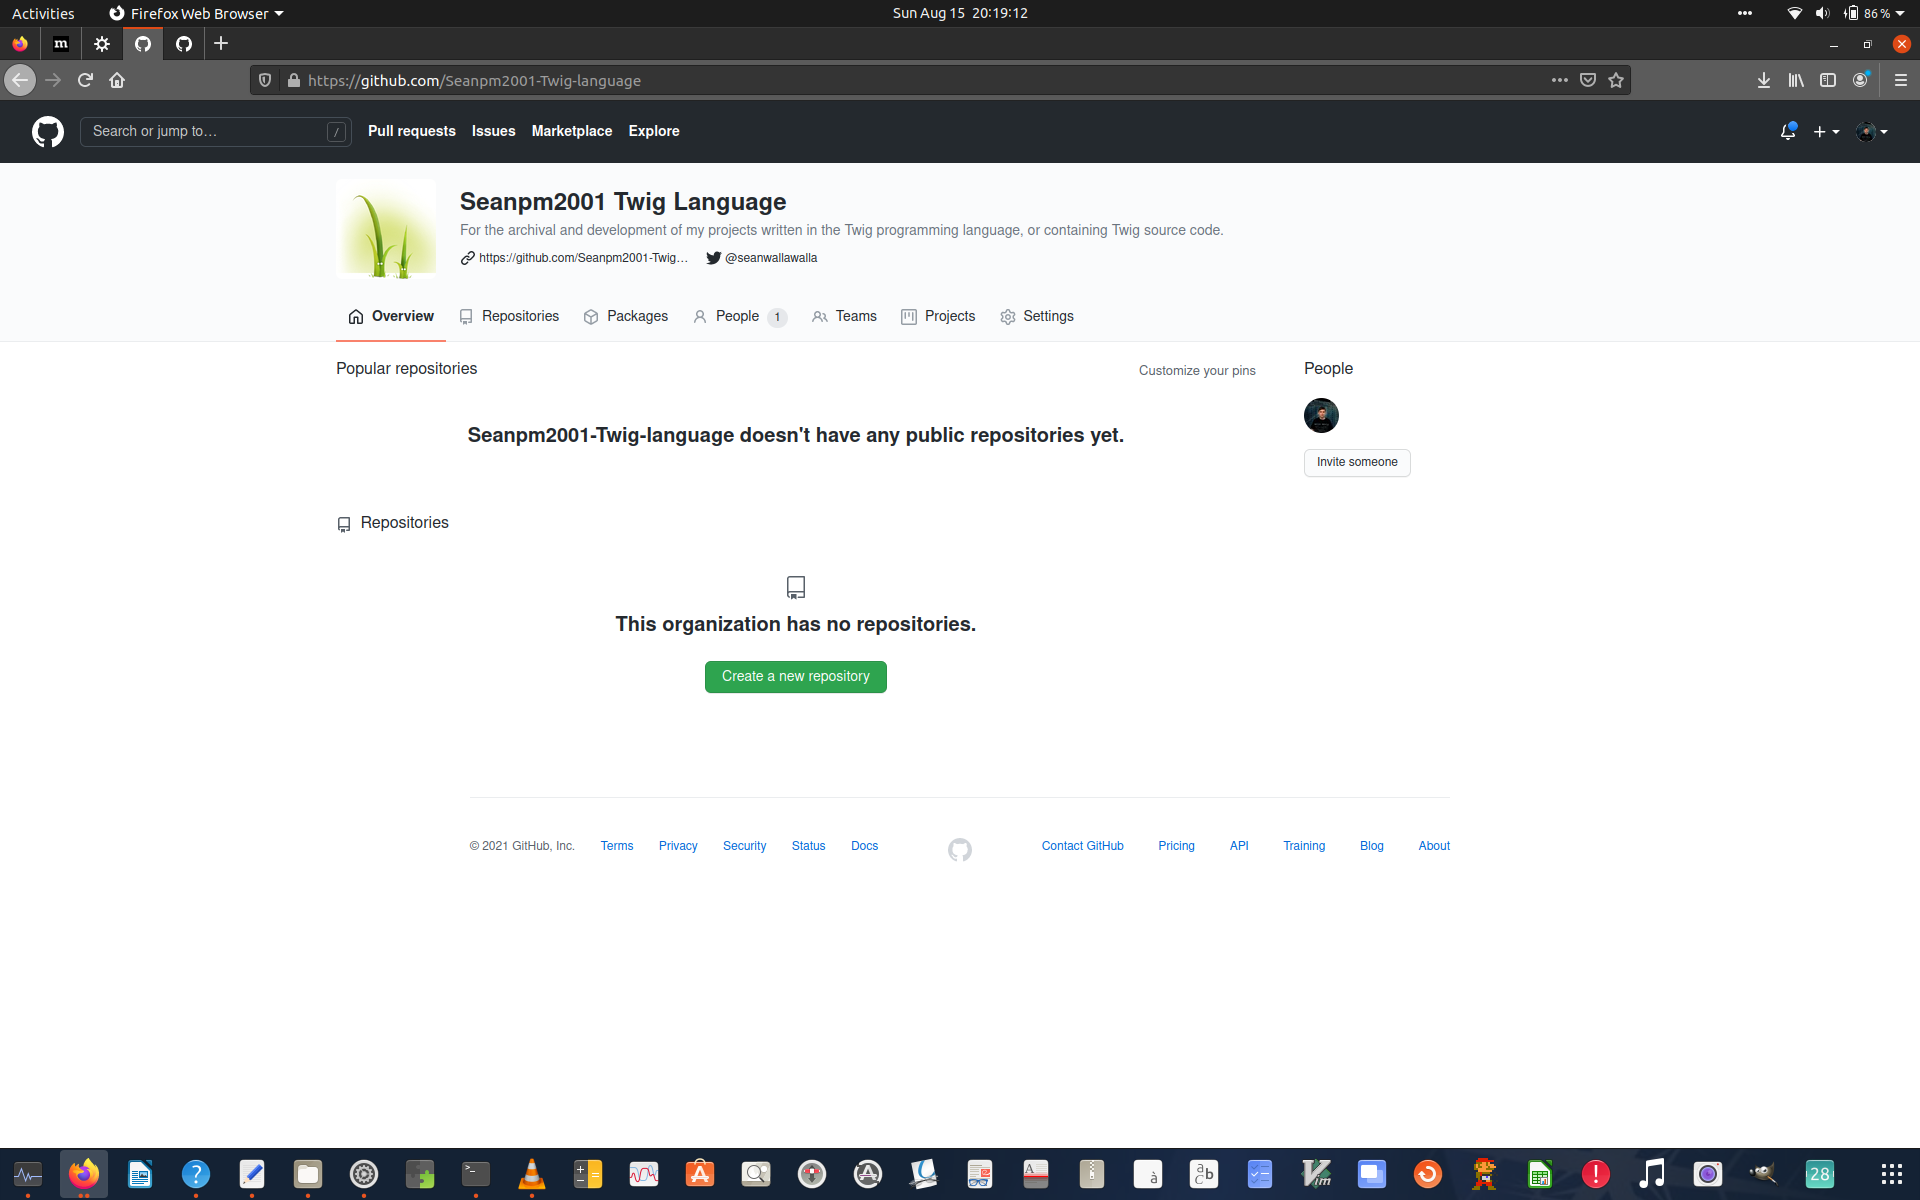 Activities Firefox Web Browser Sun Aug 15 20:19:12 86%
m
https://github.com/Seanpm2001-Twig-language
Search or jump to… / Pull requests Issues Marketplace Explore
Seanpm2001 Twig Language
For the archival and development of my projects written in the Twig programming language, or containing Twig source code.
https://github.com/Seanpm2001-Twig… @seanwallawalla
Overview Repositories Packages People 1 Teams Projects Settings
Popular repositories Customize your pins People
Seanpm2001-Twig-language doesn't have any public repositories yet.
Invite someone
Repositories
This organization has no repositories.
Create a new repository
© 2021 GitHub, Inc. Terms Privacy Security Status Docs Contact GitHub Pricing API Training Blog About
28